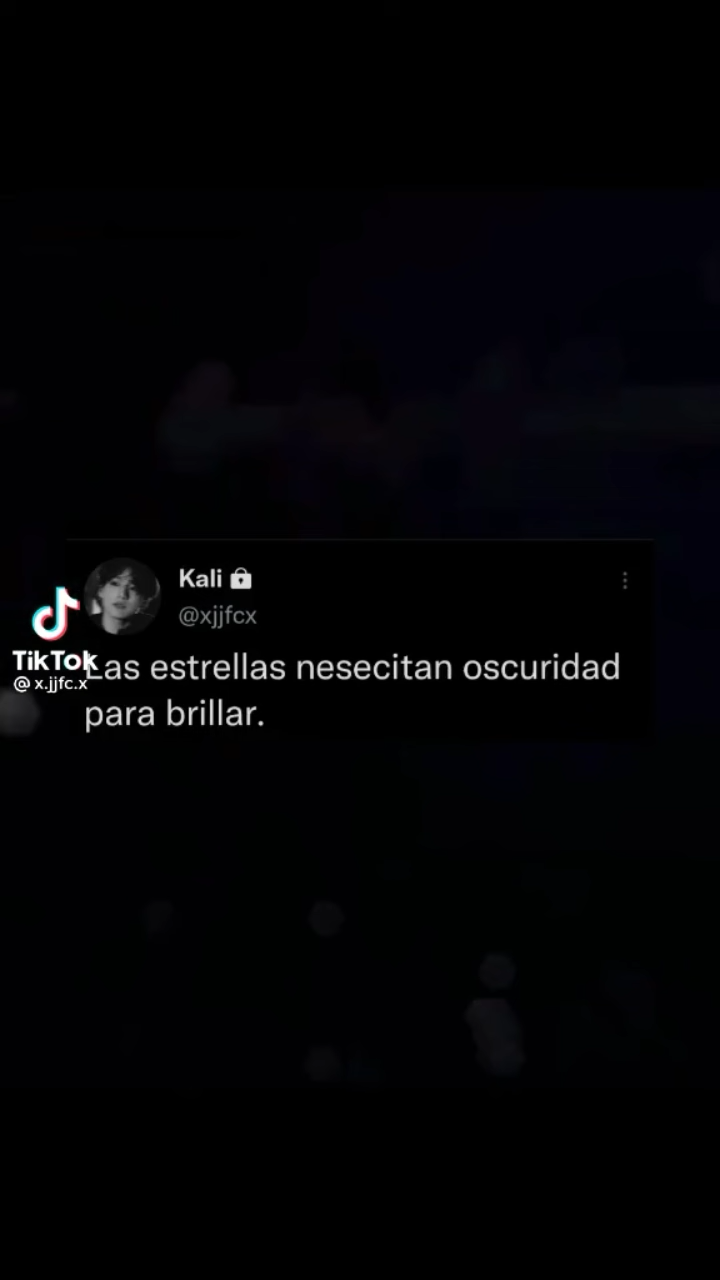 Kali
@xjjfcx
Las estrellas nesecitan oscuridad
para brillar.
TikTok
@ x.jjfc.x